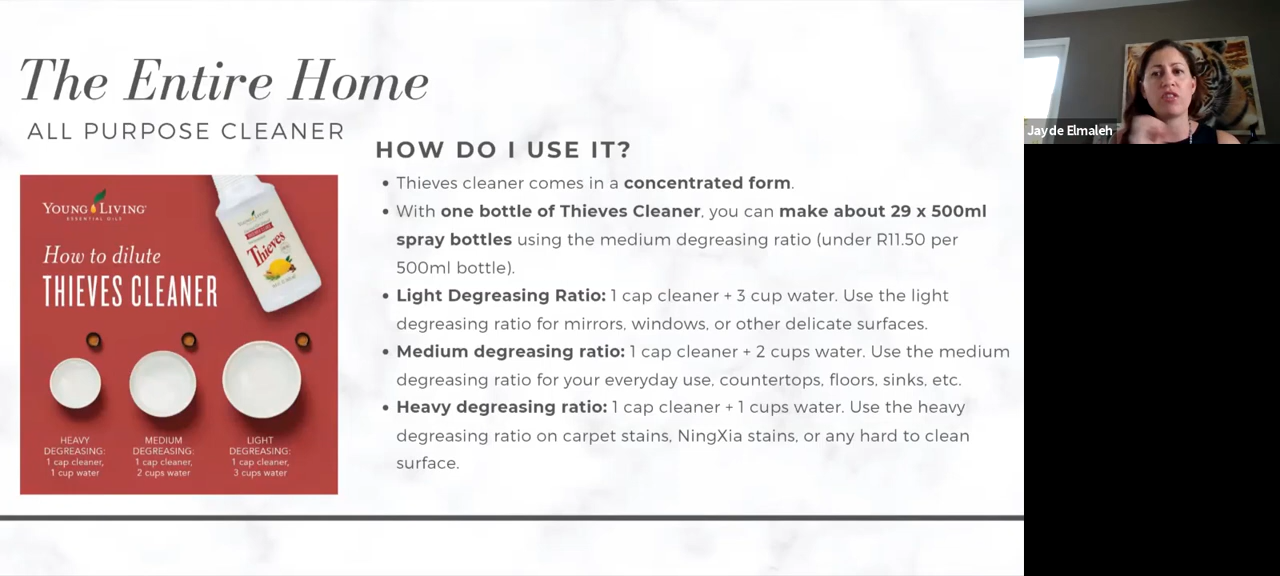 The Entire Home
ALL PURPOSE CLEANER
YOUNG LIVING
ESSENTIAL OILS
How to dilute
THIEVES CLEANER
YOUNG LIVING
Thieves
HEAVY
DEGREASING:
1 cap cleaner,
1 cup water
MEDIUM
DEGREASING:
1 cap cleaner,
2 cups water
LIGHT
DEGREASING:
1 cap cleaner,
3 cups water
HOW DO I USE IT?
• Thieves cleaner comes in a concentrated form.
• With one bottle of Thieves Cleaner, you can make about 29 x 500ml
spray bottles using the medium degreasing ratio (under R11.50 per
500ml bottle).
• Light Degreasing Ratio: 1 cap cleaner + 3 cup water. Use the light
degreasing ratio for mirrors, windows, or other delicate surfaces.
• Medium degreasing ratio: 1 cap cleaner + 2 cups water. Use the medium
degreasing ratio for your everyday use, countertops, floors, sinks, etc.
• Heavy degreasing ratio: 1 cap cleaner + 1 cups water. Use the heavy
degreasing ratio on carpet stains, NingXia stains, or any hard to clean
surface.
Jayde Elmaleh